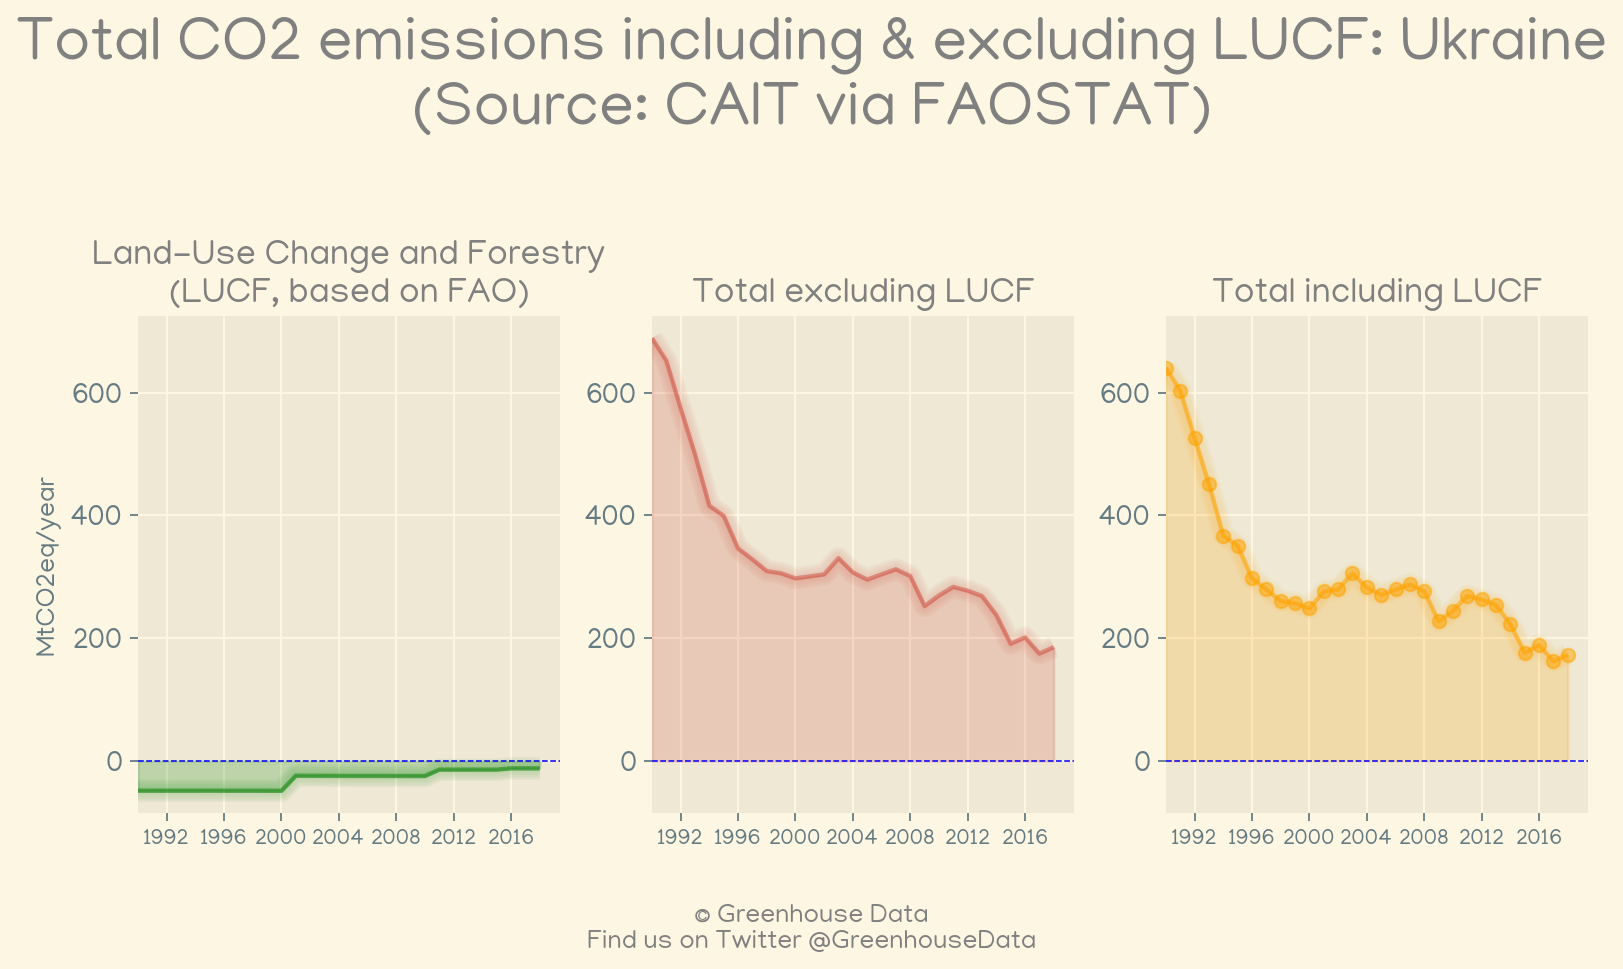 Total CO2 emissions including & excluding LUCF: Ukraine
(Source: CAIT via FAOSTAT)
Land-Use Change and Forestry
(LUCF, based on FAO)
Total excluding LUCF
Total including LUCF
MtCO2eq/year
600
400
200
0
1992 1996 2000 2004 2008 2012 2016
600
400
200
0
1992 1996 2000 2004 2008 2012 2016
600
400
200
0
1992 1996 2000 2004 2008 2012 2016
© Greenhouse Data
Find us on Twitter @GreenhouseData